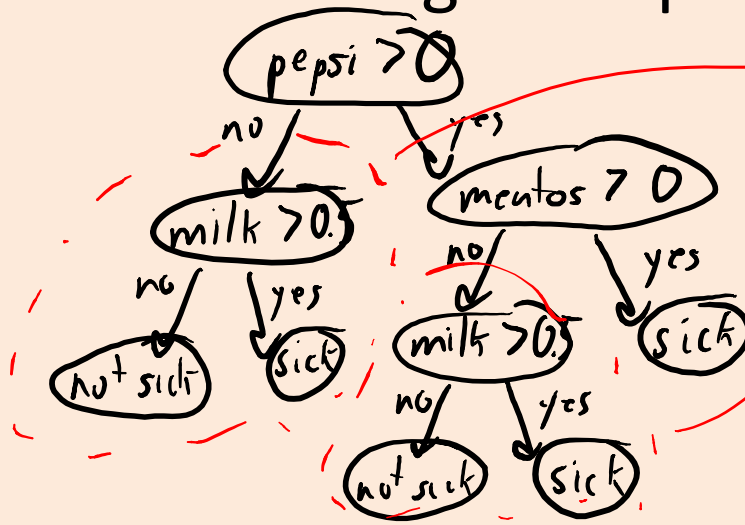 pepsi > 0
no
yes
milk > 0.5
mentos > 0
no
yes
no
yes
not sick
sick
milk > 0.5
sick
no
yes
not sick
sick